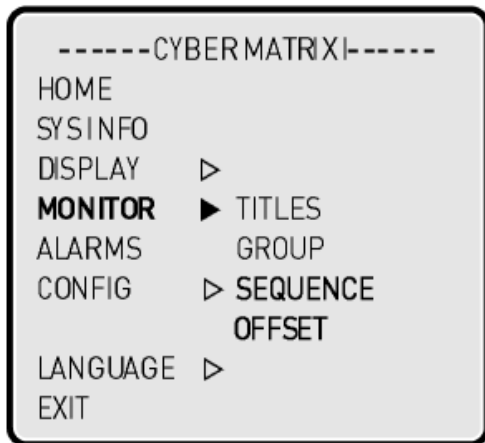 ------CYBERMATRIXI------
HOME
SYSINFO
DISPLAY ▷
MONITOR ▶ TITLES
ALARMS GROUP
CONFIG ▷ SEQUENCE
OFFSET
LANGUAGE ▷
EXIT